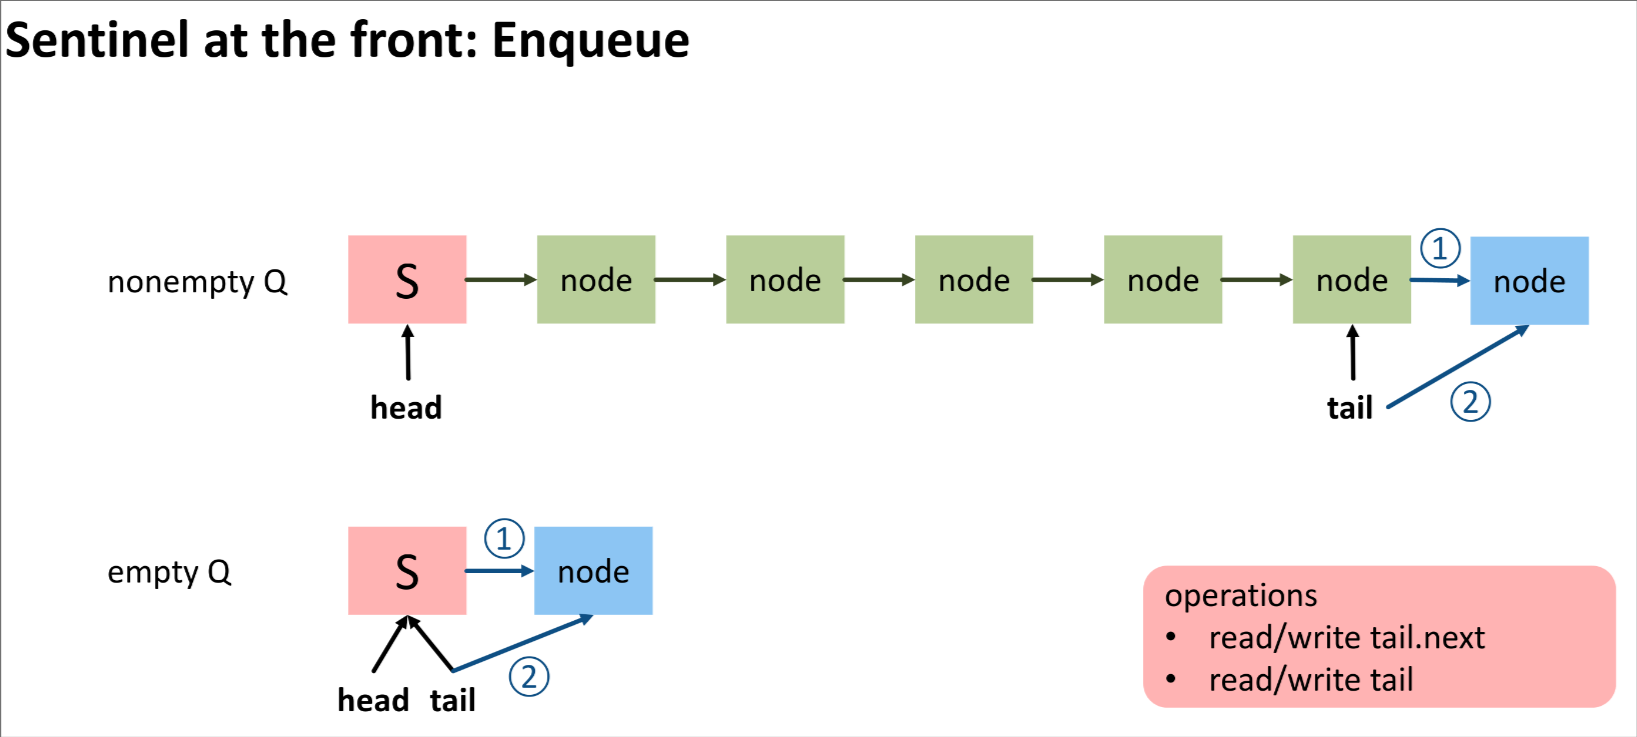 Sentinel at the front: Enqueue
nonempty Q
S
node
node
node
node
node
①
node
head
tail
②
empty Q
S
①
node
②
head tail
operations
• read/write tail.next
• read/write tail